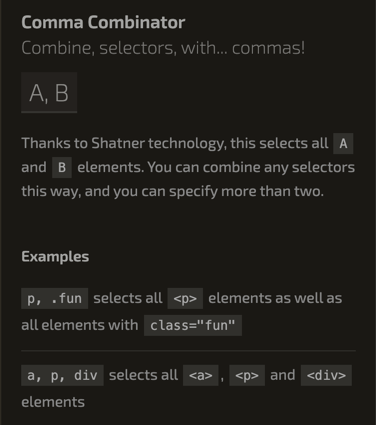 Comma Combinator
Combine, selectors, with... commas!
A, B
Thanks to Shatner technology, this selects all A
and B elements. You can combine any selectors
this way, and you can specify more than two.
Examples
p, .fun selects all <p> elements as well as
all elements with class="fun"
a, p, div selects all <a>, <p> and <div>
elements